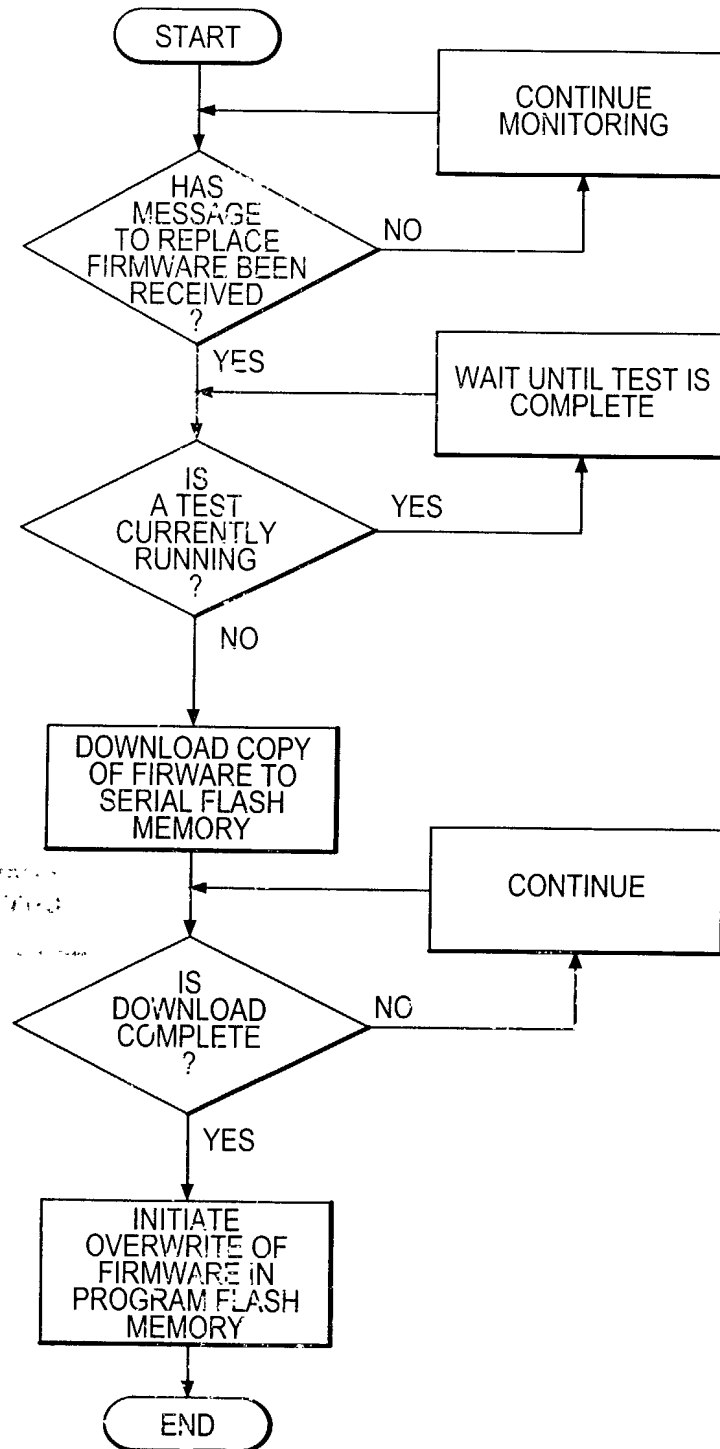 START
CONTINUE
MONITORING
HAS
MESSAGE
TO REPLACE
FIRMWARE BEEN
RECEIVED
?
NO
YES
WAIT UNTIL TEST IS
COMPLETE
IS
A TEST
CURRENTLY
RUNNING
?
YES
NO
DOWNLOAD COPY
OF FIRWARE TO
SERIAL FLASH
MEMORY
CONTINUE
IS
DOWNLOAD
COMPLETE
?
NO
YES
INITIATE
OVERWRITE OF
FIRMWARE IN
PROGRAM FLASH
MEMORY
END